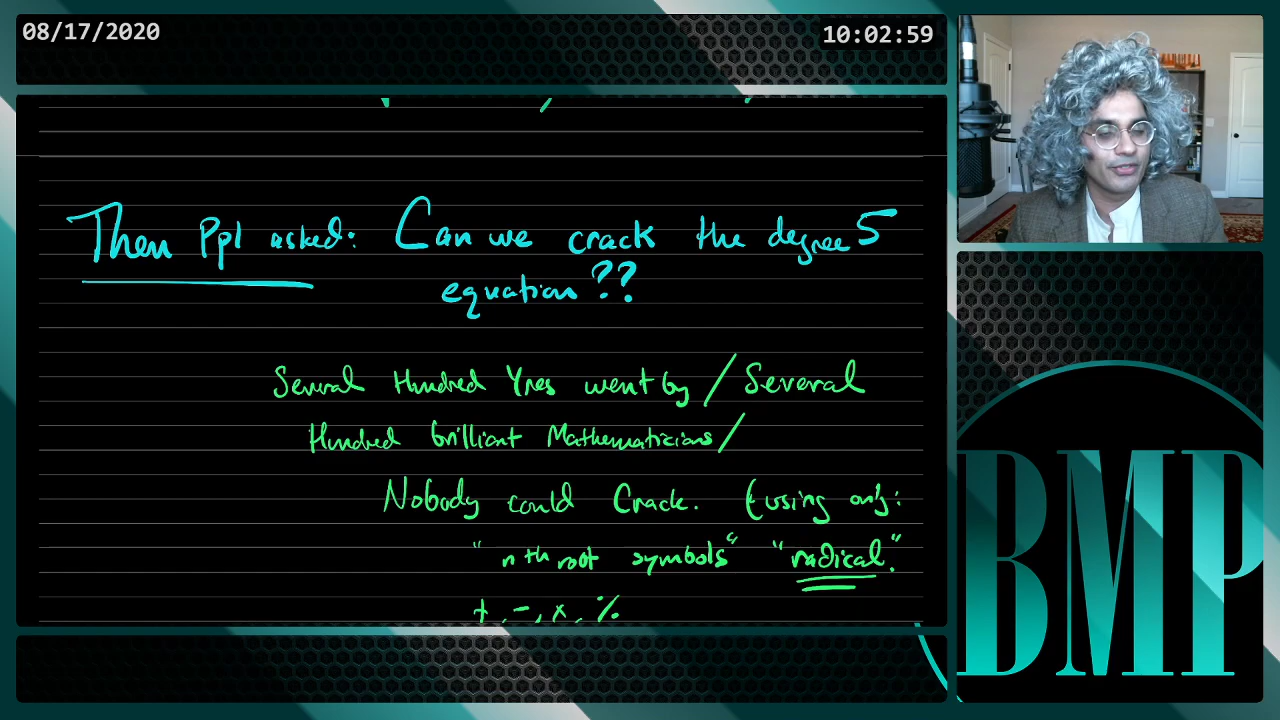 08/17/2020
10:02:59
Then Ppl asked: Can we crack the degree 5
equation??
Several Hundred Yres went by / Several
Hundred brilliant Mathematicians /
Nobody could Crack. (using only:
"nth root symbols" "radical."
+, -, x, %
BMP